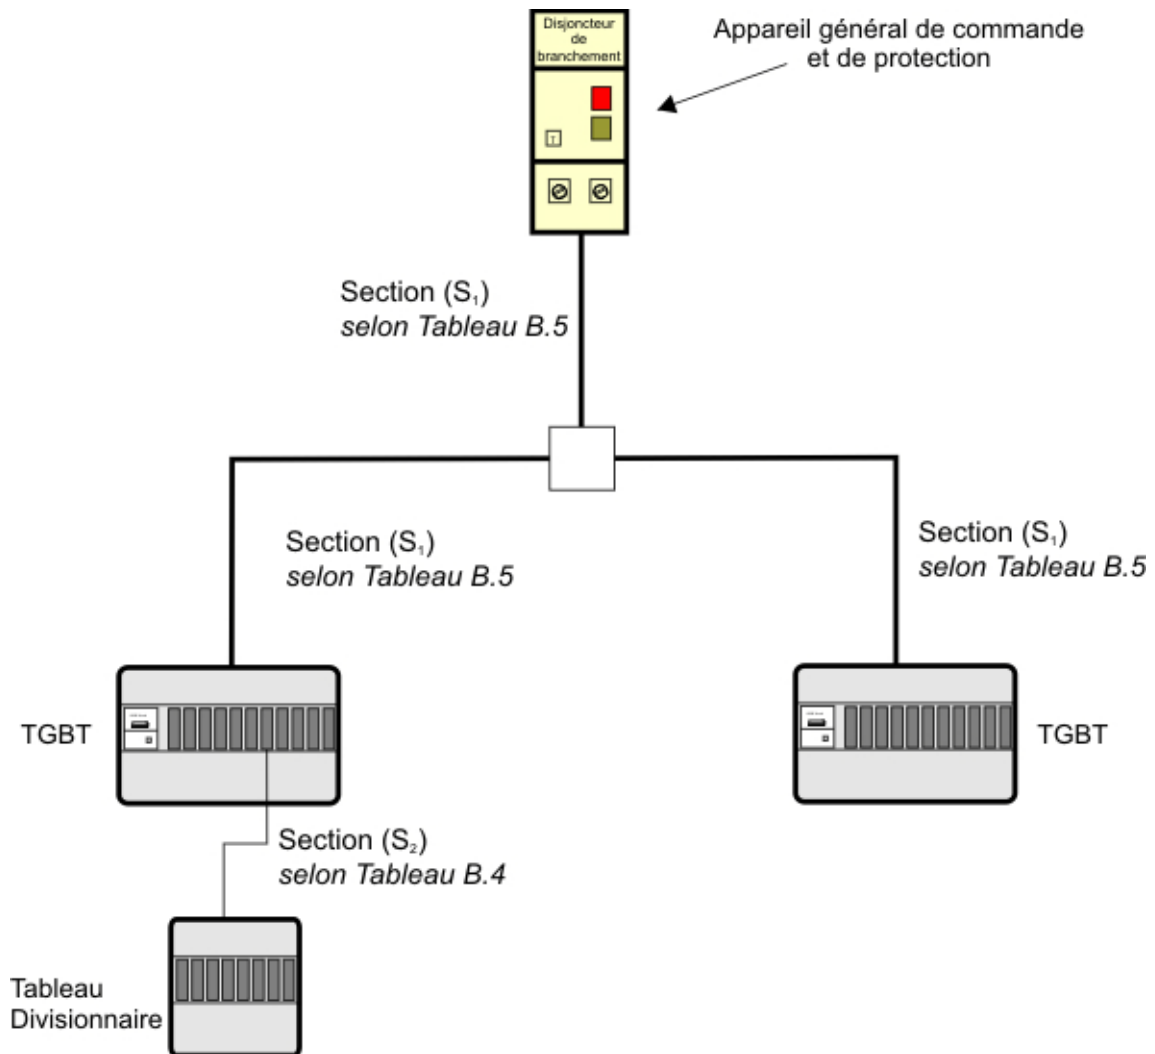 Disjoncteur
de
branchement
Appareil général de commande
et de protection
T
Section (S₁)
selon Tableau B.5
Section (S₁)
selon Tableau B.5
Section (S₁)
selon Tableau B.5
TGBT
TGBT
Section (S₂)
selon Tableau B.4
Tableau
Divisionnaire